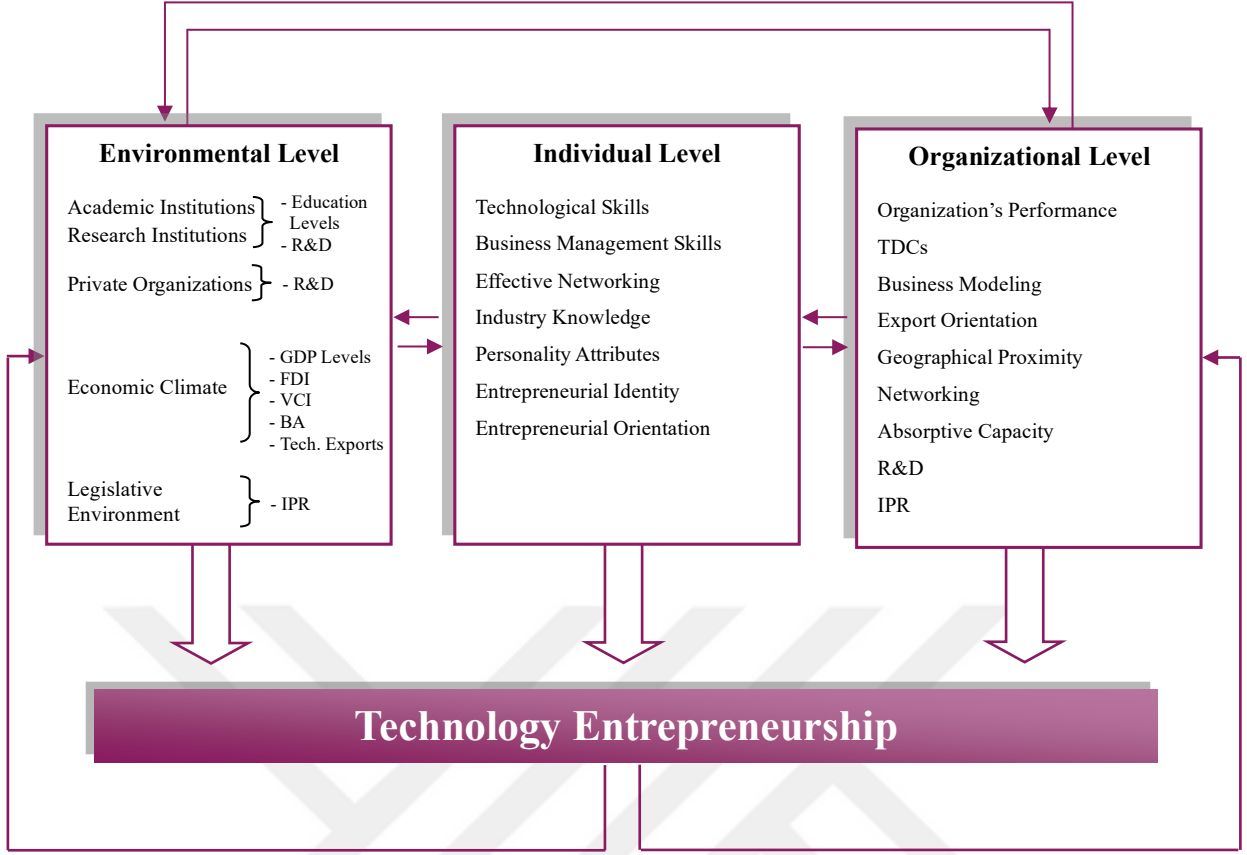 Environmental Level
Academic Institutions
Research Institutions
- Education
Levels
- R&D
Private Organizations
- R&D
Economic Climate
- GDP Levels
- FDI
- VCI
- BA
- Tech. Exports
Legislative
Environment
- IPR
Individual Level
Technological Skills
Business Management Skills
Effective Networking
Industry Knowledge
Personality Attributes
Entrepreneurial Identity
Entrepreneurial Orientation
Organizational Level
Organization’s Performance
TDCs
Business Modeling
Export Orientation
Geographical Proximity
Networking
Absorptive Capacity
R&D
IPR
Technology Entrepreneurship